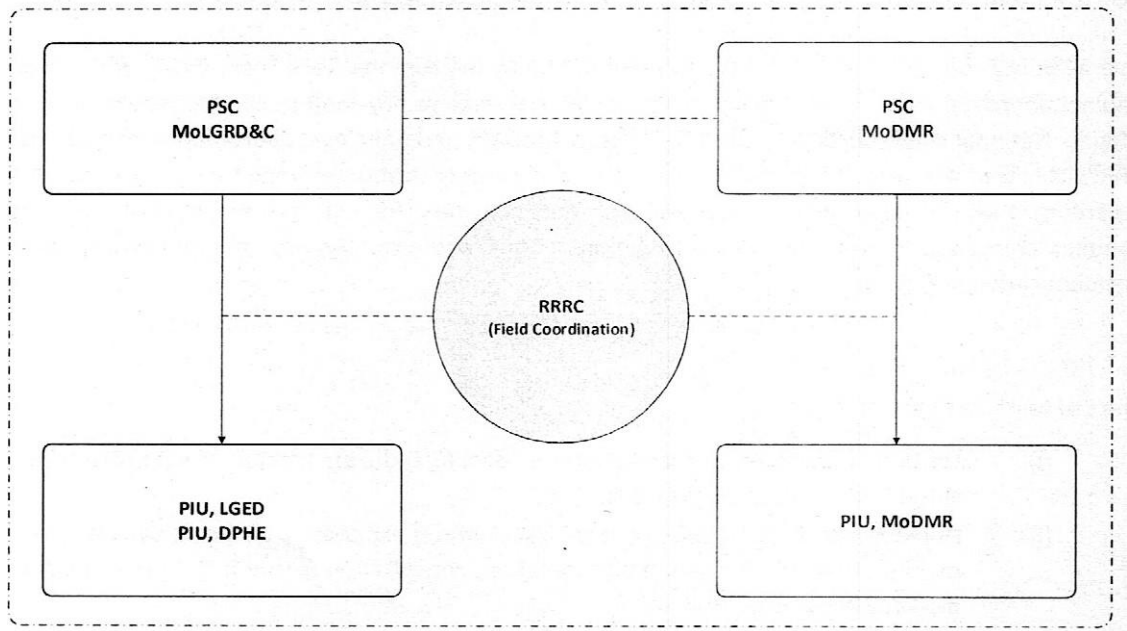 PSC
MoLGRD&C
PSC
MoDMR
RRRC
(Field Coordination)
PIU, LGED
PIU, DPHE
PIU, MoDMR